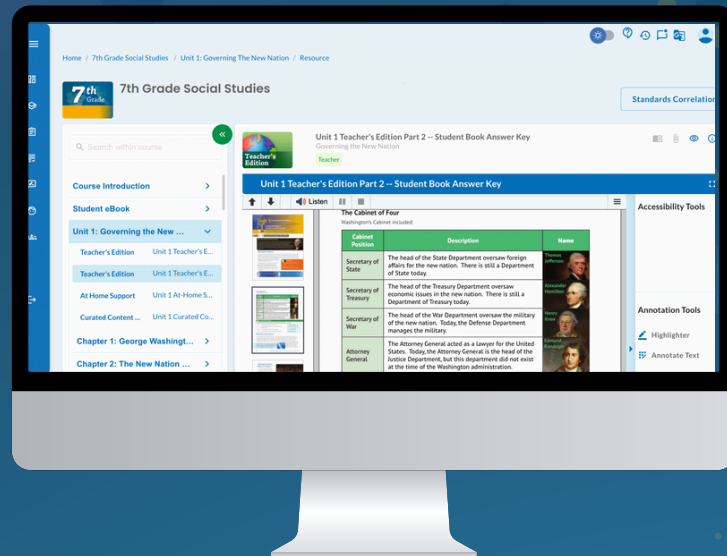 Home / 7th Grade Social Studies / Unit 1: Governing The New Nation / Resource
7th
Grade
7th Grade Social Studies
Standards Correlation
Search within course
Course Introduction
Student eBook
Unit 1: Governing the New ...
Teacher's Edition Unit 1 Teacher's E...
Teacher's Edition Unit 1 Teacher's E...
At Home Support Unit 1 At-Home S...
Curated Content ... Unit 1 Curated Co...
Chapter 1: George Washingt...
Chapter 2: The New Nation ...
Teacher's
Edition
Unit 1 Teacher's Edition Part 2 -- Student Book Answer Key
Governing the New Nation
Teacher
Unit 1 Teacher's Edition Part 2 -- Student Book Answer Key
Listen
The Cabinet of Four
Washington's Cabinet included:
Cabinet
Position
Description
Name
Secretary of
State
The head of the State Department oversaw foreign
affairs for the new nation. There is still a Department
of State today.
Thomas
Jefferson
Secretary of
Treasury
The head of the Treasury Department oversaw
economic issues in the new nation. There is still a
Department of Treasury today.
Alexander
Hamilton
Secretary of
War
The head of the War Department oversaw the military
of the new nation. Today, the Defense Department
manages the military.
Henry
Knox
Attorney
General
The Attorney General acted as a lawyer for the United
States. Today, the Attorney General is the head of the
Justice Department, but this department did not exist
at the time of the Washington administration.
Edmund
Randolph
Accessibility Tools
Annotation Tools
Highlighter
Annotate Text